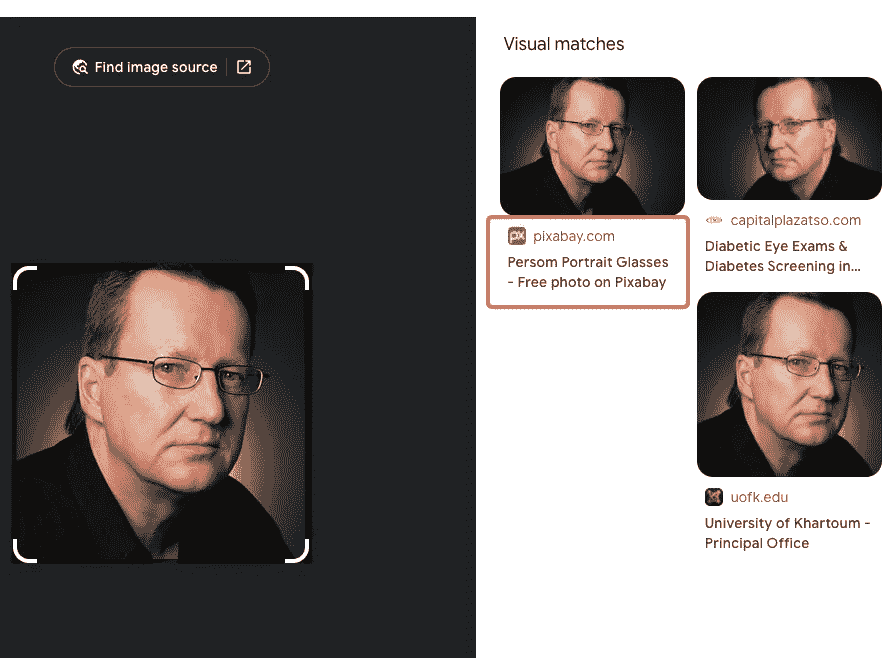 Find image source
Visual matches
pixabay.com
Persom Portrait Glasses
- Free photo on Pixabay
capitalplazatso.com
Diabetic Eye Exams &
Diabetes Screening in...
uofk.edu
University of Khartoum -
Principal Office